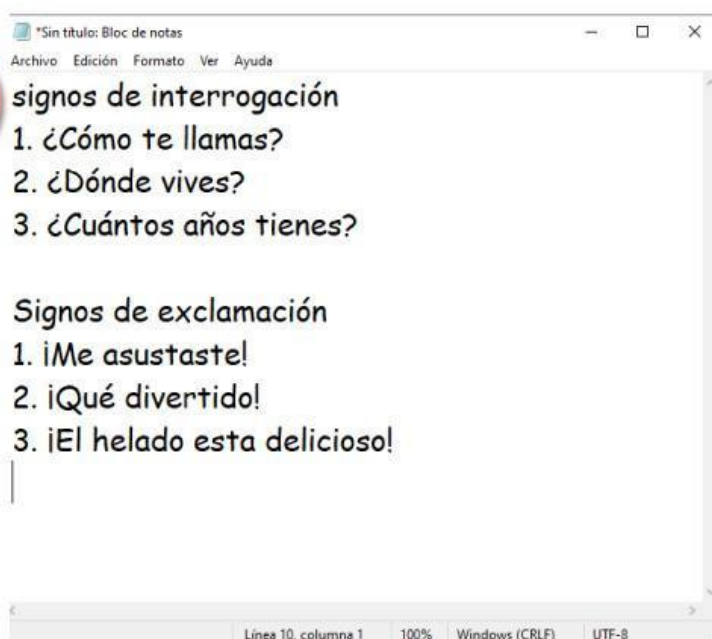 *Sin título: Bloc de notas
Archivo Edición Formato Ver Ayuda
signos de interrogación
1. ¿Cómo te llamas?
2. ¿Dónde vives?
3. ¿Cuántos años tienes?
Signos de exclamación
1. ¡Me asustaste!
2. ¡Qué divertido!
3. ¡El helado esta delicioso!
Línea 10, columna 1 100% Windows (CRLF) UTF-8